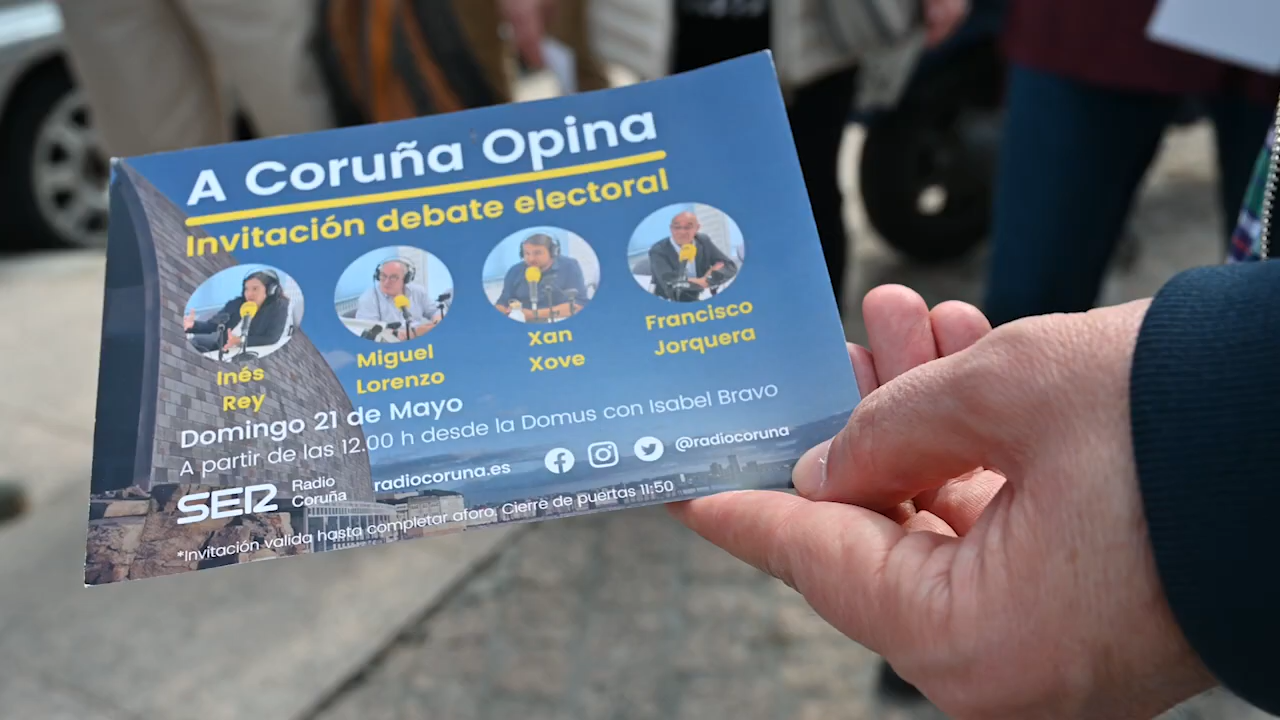 A Coruña Opina
Invitación debate electoral
Inés
Rey
Miguel
Lorenzo
Xan
Xove
Francisco
Jorquera
Domingo 21 de Mayo
A partir de las 12.00 h desde la Domus con Isabel Bravo
SER
Radio
Coruña
radiocoruna.es
@radiocoruna
*Invitación valida hasta completar aforo. Cierre de puertas 11:50